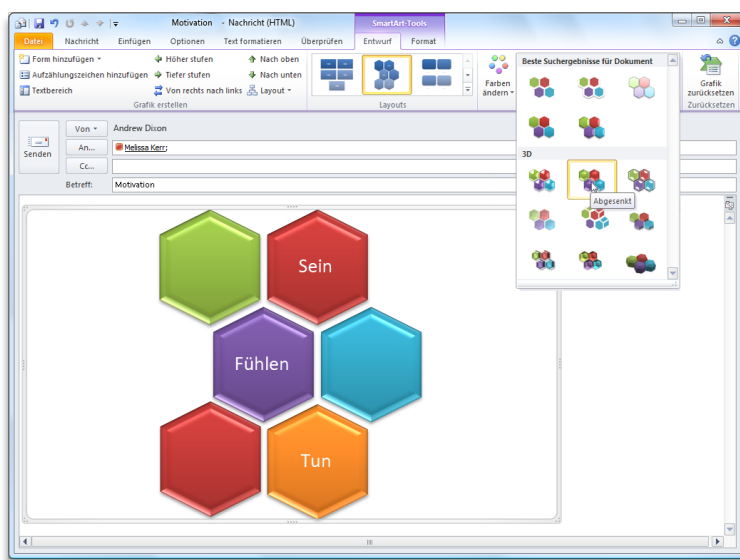 Motivation - Nachricht (HTML)
SmartArt-Tools
Datei Nachricht Einfügen Optionen Text formatieren Überprüfen Entwurf Format
Form hinzufügen
Höher stufen
Nach oben
Aufzählungszeichen hinzufügen
Tiefer stufen
Nach unten
Textbereich
Von rechts nach links
Layout
Grafik erstellen
Layouts
Farben
ändern
Beste Suchergebnisse für Dokument
3D
Abgesenkt
Grafik
zurücksetzen
Zurücksetzen
Senden
Von
Andrew Dixon
An...
Melissa Kerr;
Cc...
Betreff:
Motivation
Sein
Fühlen
Tun